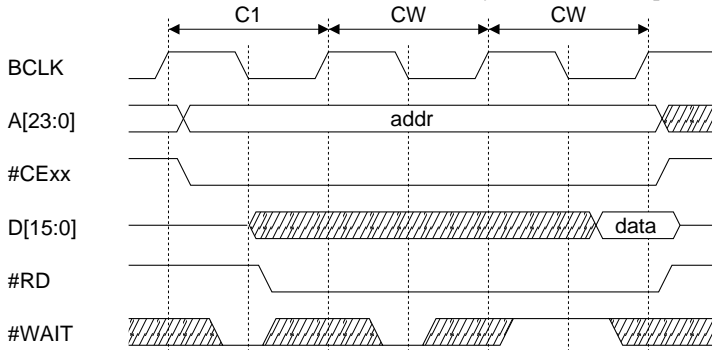 C1 CW CW
BCLK
A[23:0] addr
#CExx
D[15:0] data
#RD
#WAIT